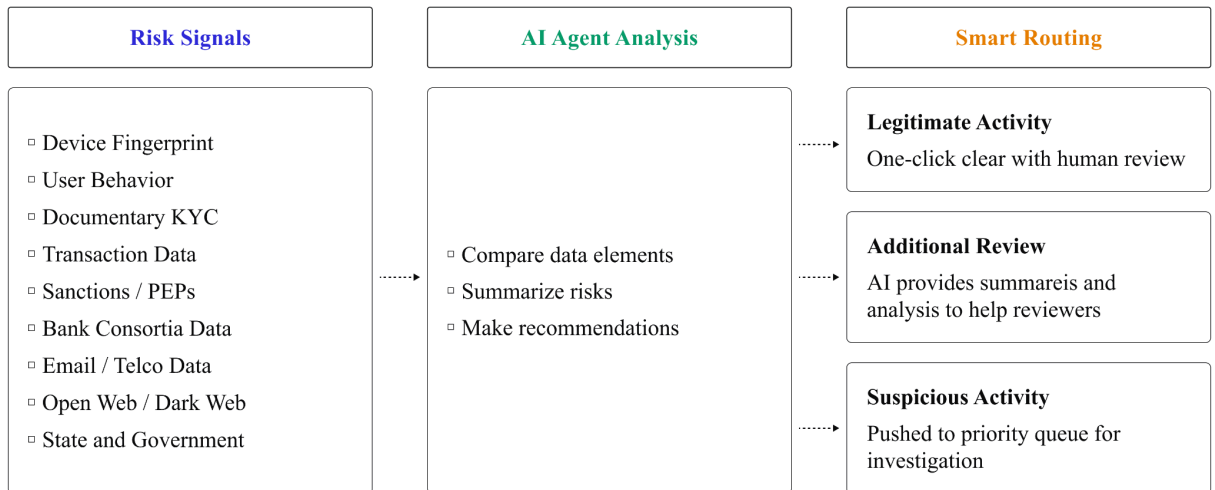 Risk Signals
AI Agent Analysis
Smart Routing
Device Fingerprint
User Behavior
Documentary KYC
Transaction Data
Sanctions / PEPs
Bank Consortia Data
Email / Telco Data
Open Web / Dark Web
State and Government
Compare data elements
Summarize risks
Make recommendations
Legitimate Activity
One-click clear with human review
Additional Review
AI provides summareis and
analysis to help reviewers
Suspicious Activity
Pushed to priority queue for
investigation